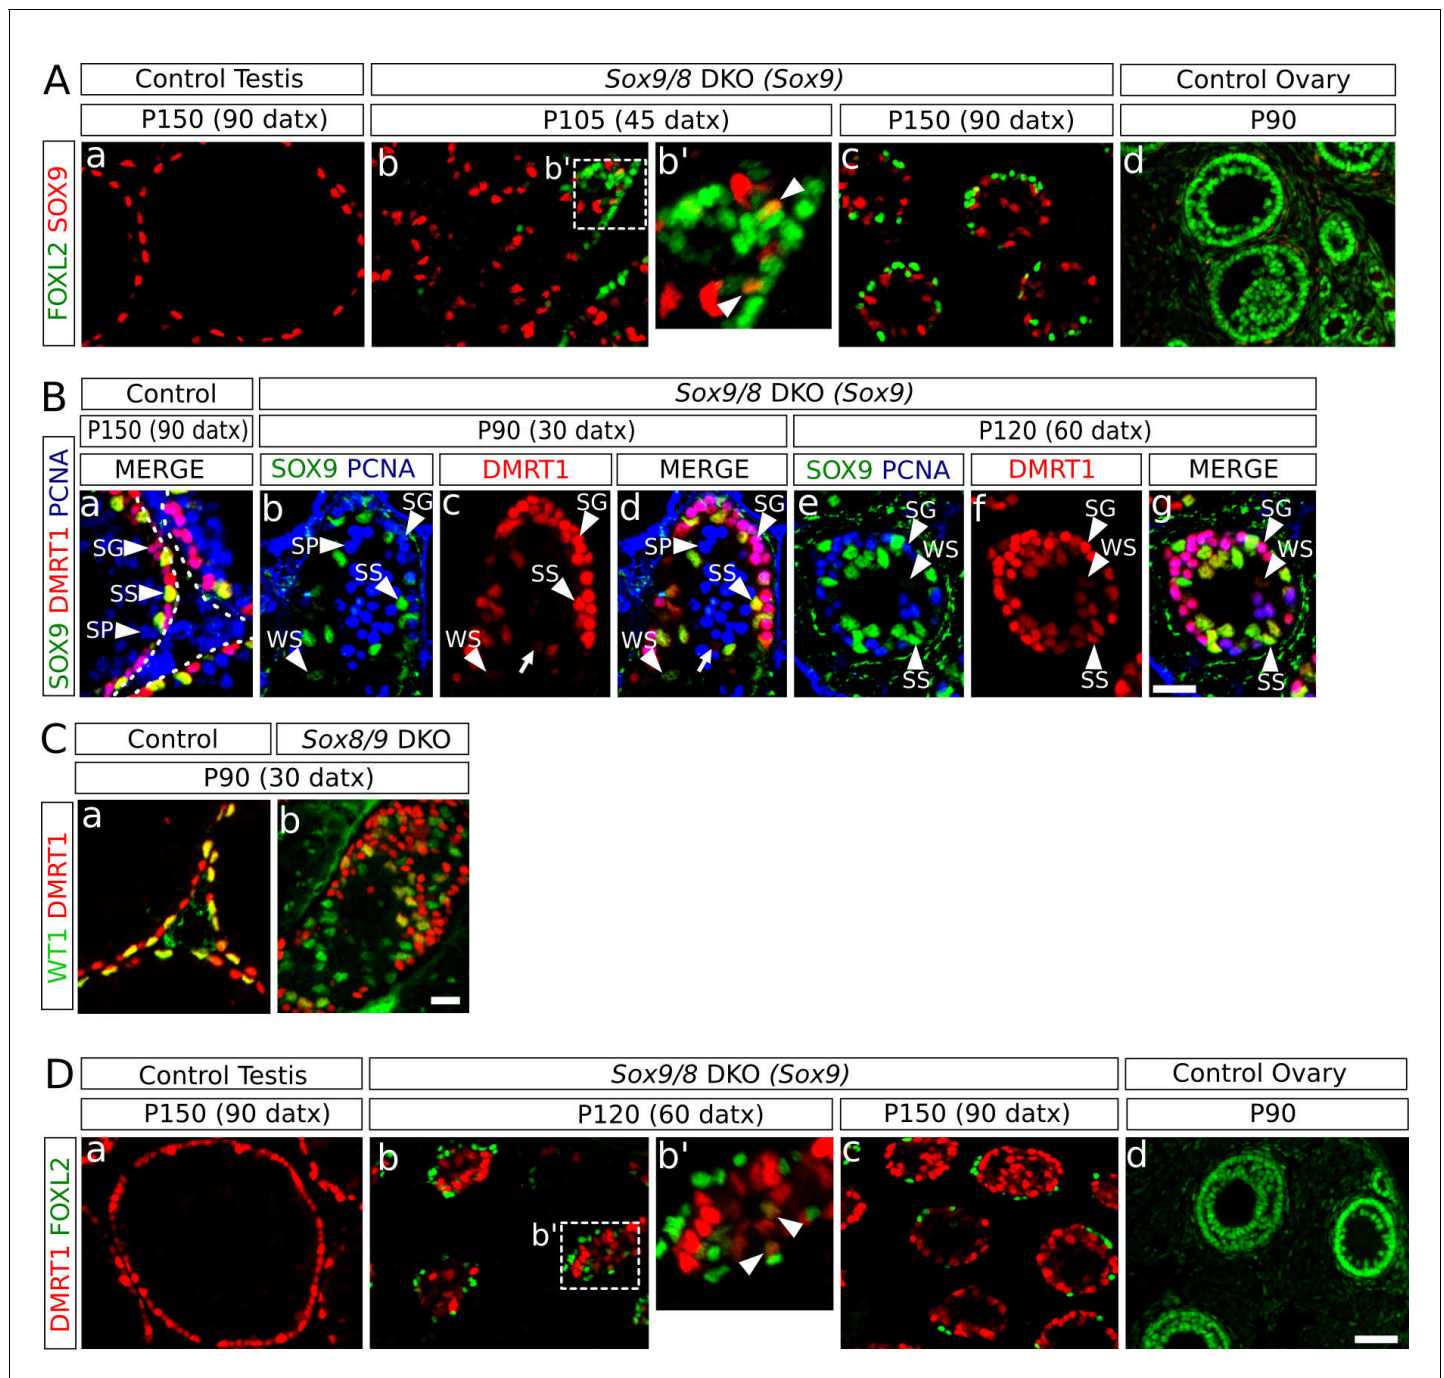 A
Control Testis
Sox9/8 DKO (Sox9)
Control Ovary
P150 (90 datx)
P105 (45 datx)
P150 (90 datx)
P90
FOXL2 SOX9
a
b
b'
b'
c
d
B
Control
Sox9/8 DKO (Sox9)
P150 (90 datx)
P90 (30 datx)
P120 (60 datx)
MERGE
SOX9 PCNA
DMRT1
MERGE
SOX9 PCNA
DMRT1
MERGE
SOX9 DMRT1 PCNA
a
SG
SS
SP
b
SG
SP
SS
WS
c
SG
SS
WS
d
SG
SP
SS
WS
e
SG
WS
SS
f
SG
WS
SS
g
SG
WS
SS
C
Control
Sox8/9 DKO
P90 (30 datx)
WT1 DMRT1
a
b
D
Control Testis
Sox9/8 DKO (Sox9)
Control Ovary
P150 (90 datx)
P120 (60 datx)
P150 (90 datx)
P90
DMRT1 FOXL2
a
b
b'
b'
c
d